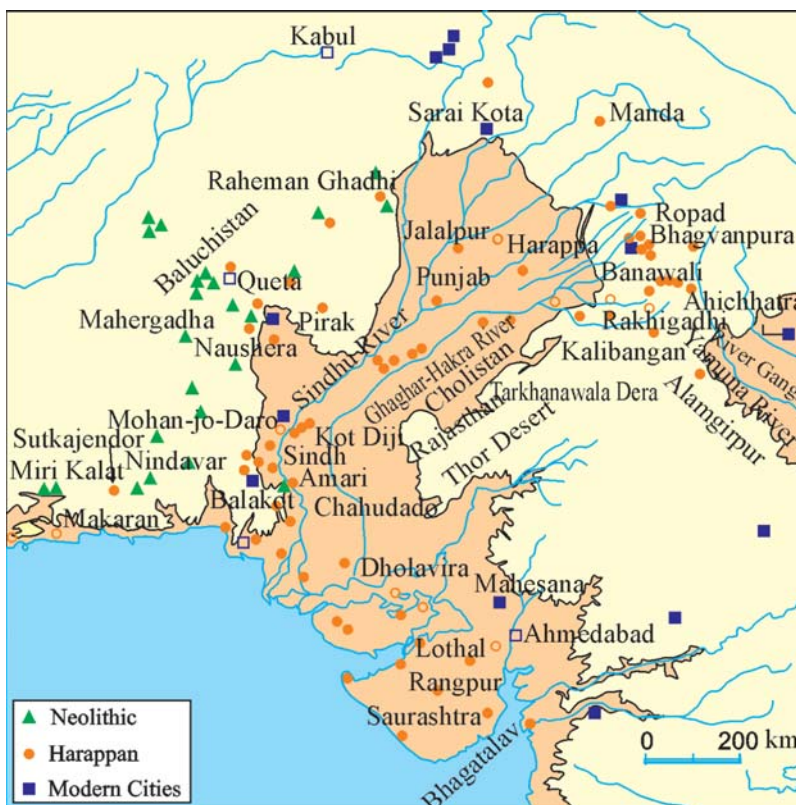 Kabul
Sarai Kota
Manda
Raheman Ghadhi
Ropad
Jalalpur
Harappa
Bhagvanpura
Baluchistan
Queta
Punjab
Banawali
Ahichhatra
Mahergadha
Pirak
Rakhigadhi
Naushera
Sindhu River
Ghaghar-Hakra River
Kalibangan
Yamuna River
River Gang
Cholistan
Tarkhanawala Dera
Alamgirpur
Mohan-jo-Daro
Rajasthan
Sutkajendor
Kot Diji
Thor Desert
Miri Kalat
Nindavar
Sindh
Amari
Balakot
Chahudado
Makaran
Dholavira
Mahesana
Ahmedabad
Lothal
Rangpur
Saurashtra
Bhagatalav
Neolithic
Harappan
Modern Cities
0 200 km